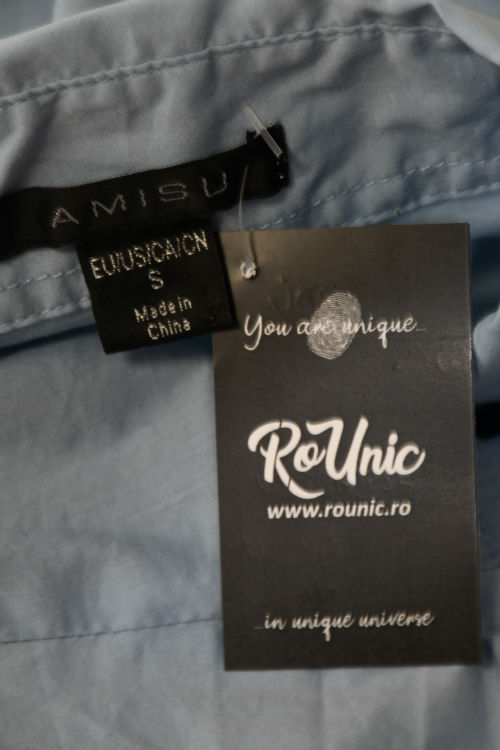 AMISU
EU/US/CA/CN
S
Made in
China
You are unique...
RoUnic
www.rounic.ro
...in unique universe